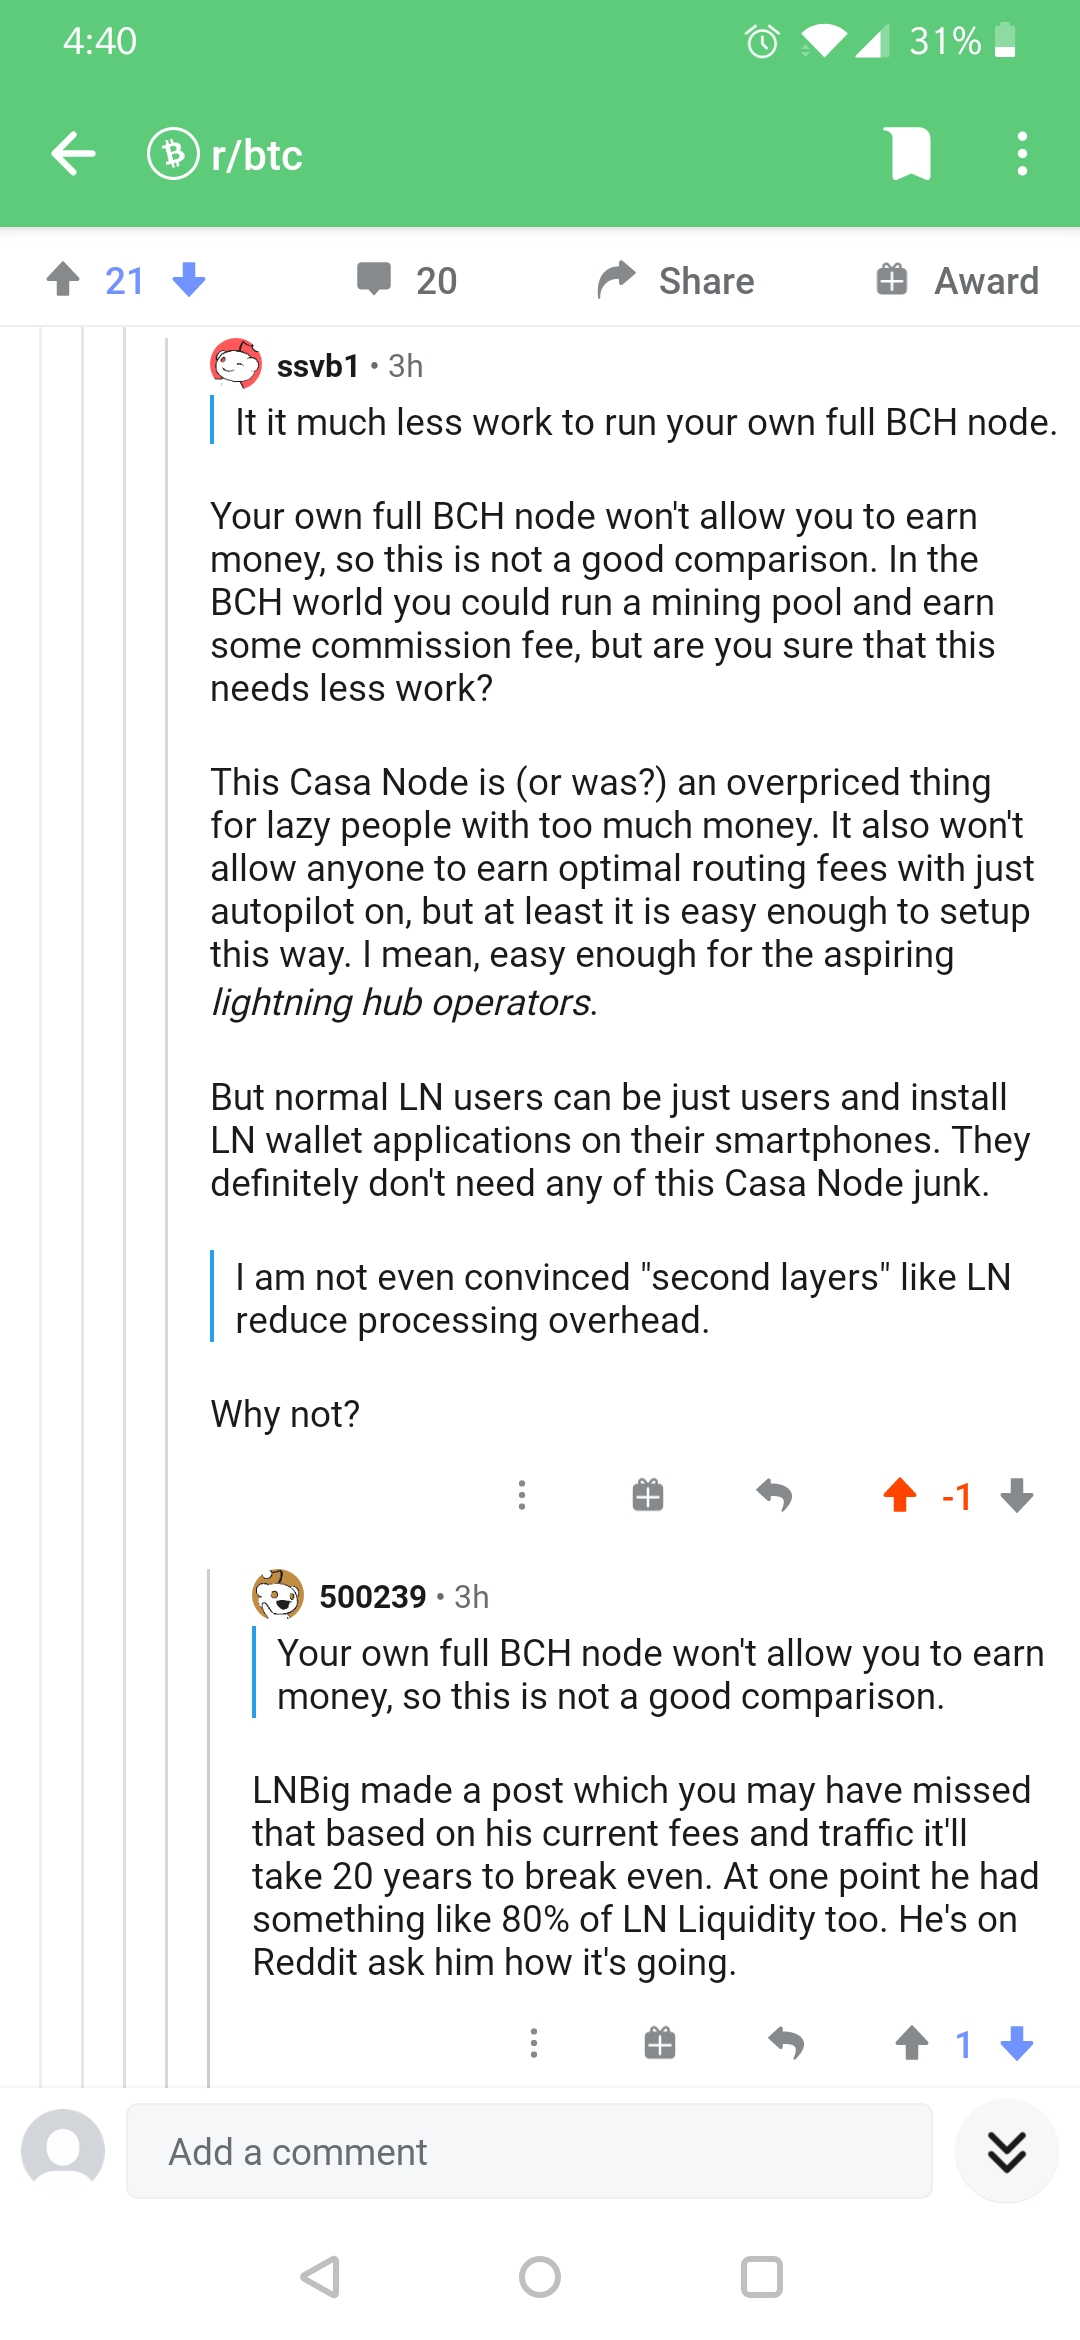 4:40
31%
r/btc
21
20
Share
Award
ssvb1 • 3h
It it much less work to run your own full BCH node.
Your own full BCH node won't allow you to earn
money, so this is not a good comparison. In the
BCH world you could run a mining pool and earn
some commission fee, but are you sure that this
needs less work?
This Casa Node is (or was?) an overpriced thing
for lazy people with too much money. It also won't
allow anyone to earn optimal routing fees with just
autopilot on, but at least it is easy enough to setup
this way. I mean, easy enough for the aspiring
lightning hub operators.
But normal LN users can be just users and install
LN wallet applications on their smartphones. They
definitely don't need any of this Casa Node junk.
I am not even convinced "second layers" like LN
reduce processing overhead.
Why not?
-1
500239 • 3h
Your own full BCH node won't allow you to earn
money, so this is not a good comparison.
LNBig made a post which you may have missed
that based on his current fees and traffic it'll
take 20 years to break even. At one point he had
something like 80% of LN Liquidity too. He's on
Reddit ask him how it's going.
1
Add a comment